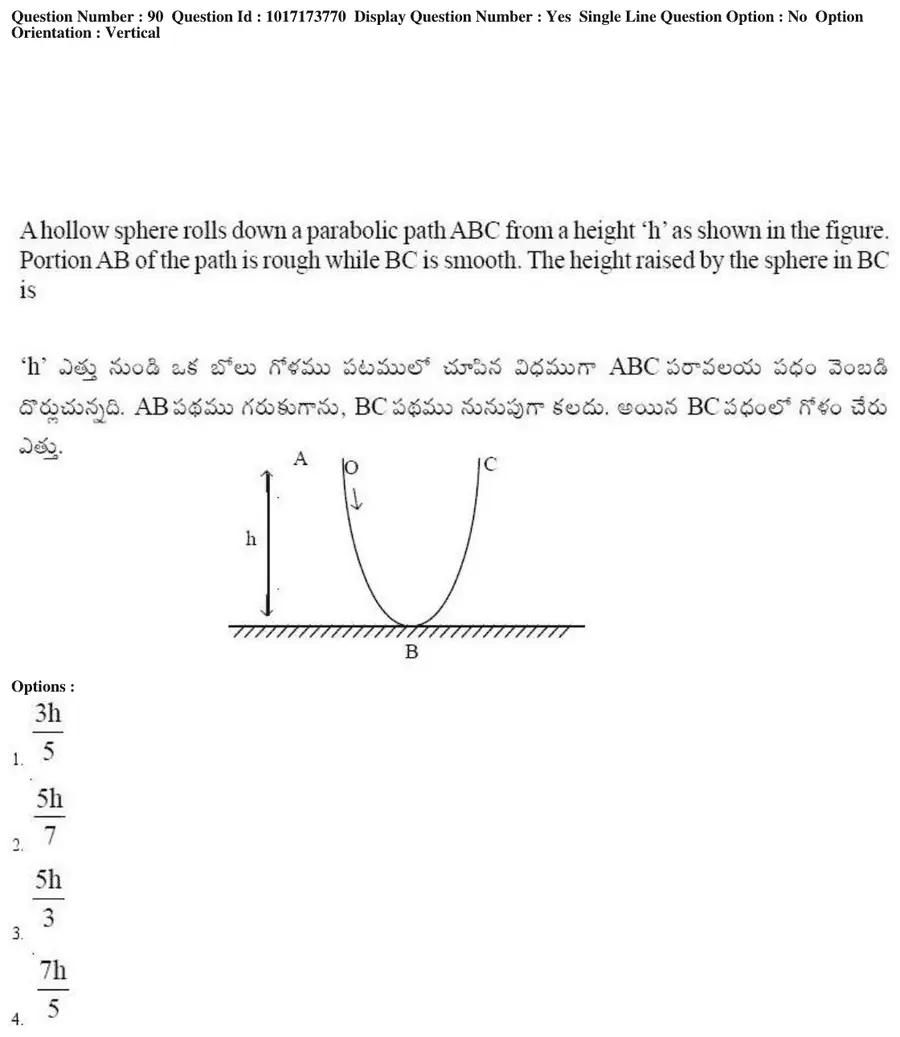 Question Number : 90 Question Id : 1017173770 Display Question Number : Yes Single Line Question Option : No Option
Orientation : Vertical
A hollow sphere rolls down a parabolic path ABC from a height ‘h’ as shown in the figure.
Portion AB of the path is rough while BC is smooth. The height raised by the sphere in BC
is
‘h’ ఎత్తు నుండి ఒక బోలు గోళము పటములో చూపిన విధముగా ABC పరావలయ పధం వెంబడి
దొర్లుచున్నది. AB పథము గరుకుగాను, BC పథము నునుపుగా కలదు. అయిన BC పధంలో గోళం చేరు
ఎత్తు.
A O C
h
B
Options :
3h
1. 5
5h
2. 7
5h
3. 3
7h
4. 5